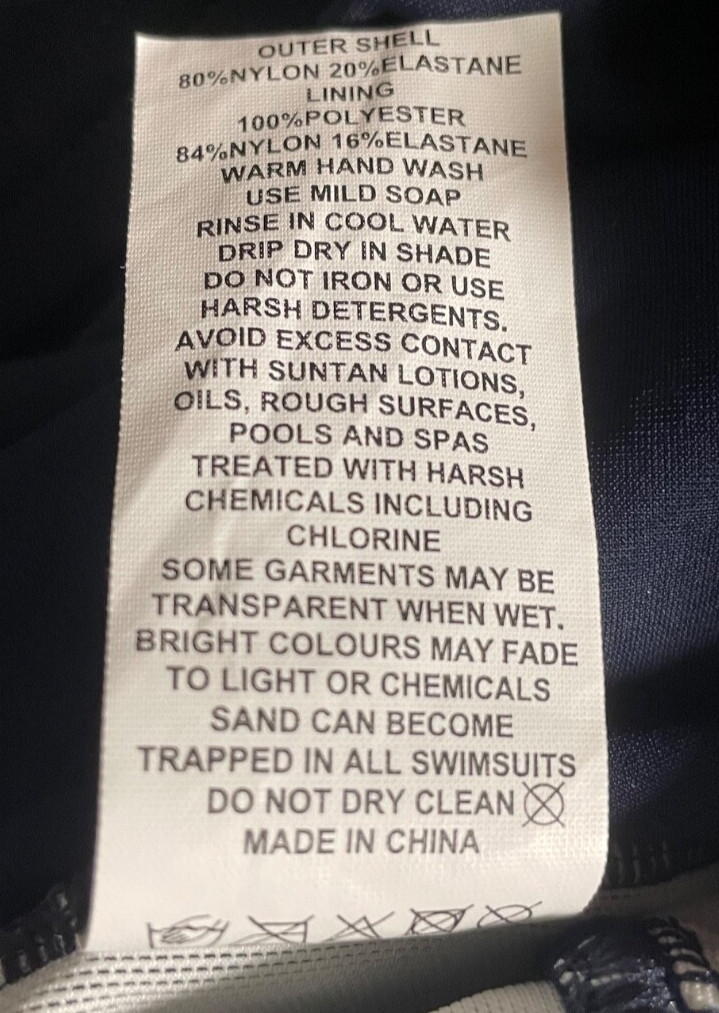 OUTER SHELL
80%NYLON 20%ELASTANE
LINING
100%POLYESTER
84%NYLON 16%ELASTANE
WARM HAND WASH
USE MILD SOAP
RINSE IN COOL WATER
DRIP DRY IN SHADE
DO NOT IRON OR USE
HARSH DETERGENTS.
AVOID EXCESS CONTACT
WITH SUNTAN LOTIONS,
OILS, ROUGH SURFACES,
POOLS AND SPAS
TREATED WITH HARSH
CHEMICALS INCLUDING
CHLORINE
SOME GARMENTS MAY BE
TRANSPARENT WHEN WET.
BRIGHT COLOURS MAY FADE
TO LIGHT OR CHEMICALS
SAND CAN BECOME
TRAPPED IN ALL SWIMSUITS
DO NOT DRY CLEAN
MADE IN CHINA